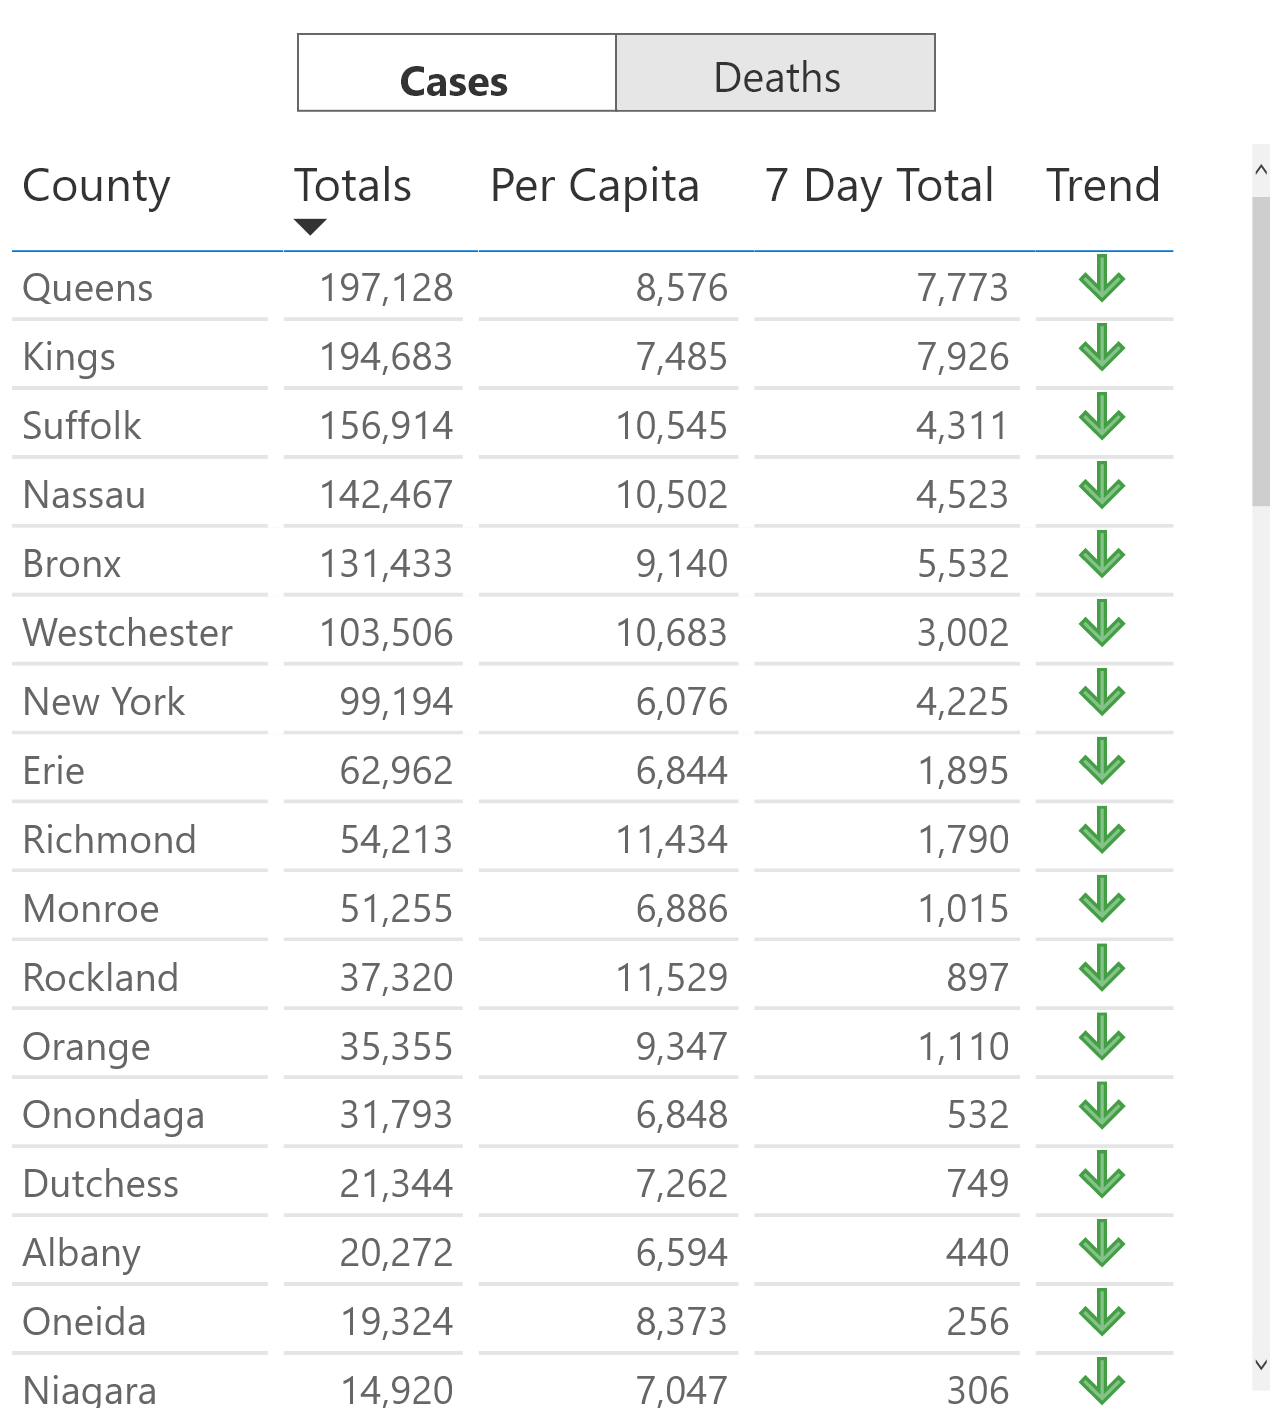 Cases Deaths
County Totals Per Capita 7 Day Total Trend
Queens 197,128 8,576 7,773
Kings 194,683 7,485 7,926
Suffolk 156,914 10,545 4,311
Nassau 142,467 10,502 4,523
Bronx 131,433 9,140 5,532
Westchester 103,506 10,683 3,002
New York 99,194 6,076 4,225
Erie 62,962 6,844 1,895
Richmond 54,213 11,434 1,790
Monroe 51,255 6,886 1,015
Rockland 37,320 11,529 897
Orange 35,355 9,347 1,110
Onondaga 31,793 6,848 532
Dutchess 21,344 7,262 749
Albany 20,272 6,594 440
Oneida 19,324 8,373 256
Niagara 14,920 7,047 306